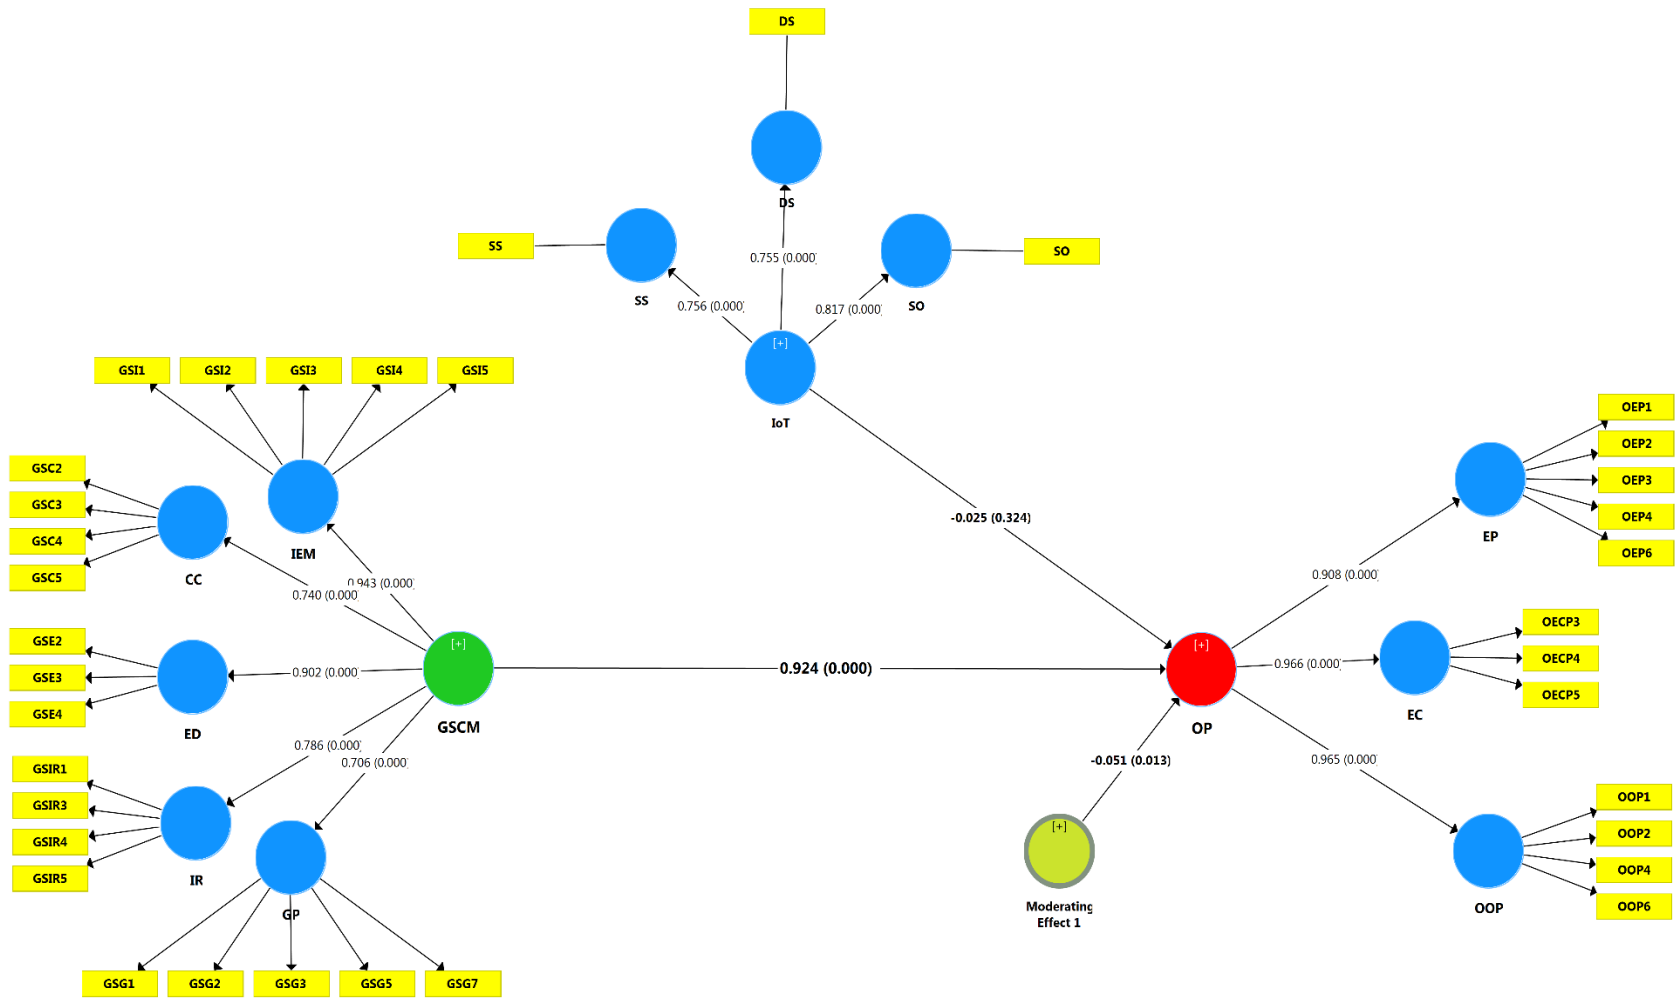 DS
DS
SS
SS
SO
SO
0.755 (0.000)
0.756 (0.000)
0.817 (0.000)
[+]
IoT
GSI1
GSI2
GSI3
GSI4
GSI5
IEM
GSC2
GSC3
GSC4
GSC5
CC
0.943 (0.000)
0.740 (0.000)
GSE2
GSE3
GSE4
ED
0.902 (0.000)
[+]
GSCM
0.924 (0.000)
-0.025 (0.324)
[+]
OP
0.786 (0.000)
0.706 (0.000)
GSIR1
GSIR3
GSIR4
GSIR5
IR
GP
GSG1
GSG2
GSG3
GSG5
GSG7
-0.051 (0.013)
[+]
Moderating
Effect 1
0.908 (0.000)
EP
OEP1
OEP2
OEP3
OEP4
OEP6
0.966 (0.000)
EC
OECP3
OECP4
OECP5
0.965 (0.000)
OOP
OOP1
OOP2
OOP4
OOP6